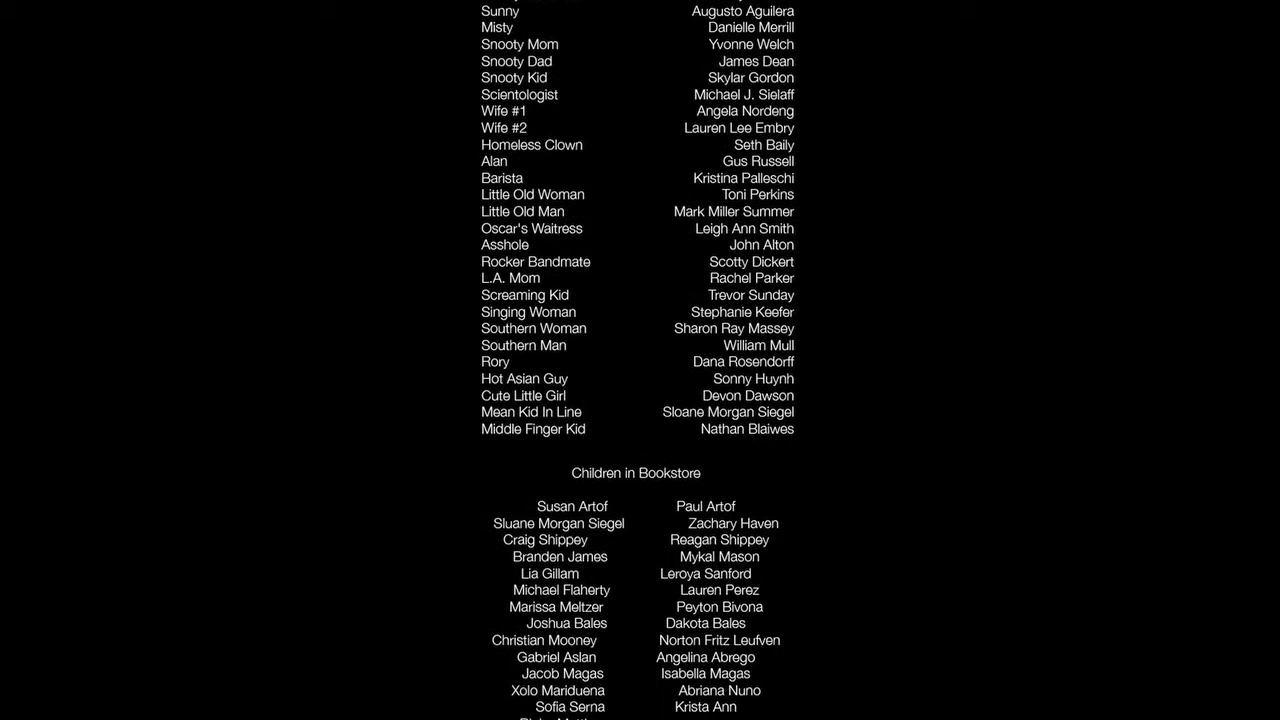 Sunny Augusto Aguilera
Misty Danielle Merrill
Snooty Mom Yvonne Welch
Snooty Dad James Dean
Snooty Kid Skylar Gordon
Scientologist Michael J. Sielaff
Wife #1 Angela Nordeng
Wife #2 Lauren Lee Embry
Homeless Clown Seth Baily
Alan Gus Russell
Barista Kristina Palleschi
Little Old Woman Toni Perkins
Little Old Man Mark Miller Summer
Oscar's Waitress Leigh Ann Smith
Asshole John Alton
Rocker Bandmate Scotty Dickert
L.A. Mom Rachel Parker
Screaming Kid Trevor Sunday
Singing Woman Stephanie Keefer
Southern Woman Sharon Ray Massey
Southern Man William Mull
Rory Dana Rosendorff
Hot Asian Guy Sonny Huynh
Cute Little Girl Devon Dawson
Mean Kid In Line Sloane Morgan Siegel
Middle Finger Kid Nathan Blaiwes
Children in Bookstore
Susan Artof Paul Artof
Sluane Morgan Siegel Zachary Haven
Craig Shippey Reagan Shippey
Branden James Mykal Mason
Lia Gillam Leroya Sanford
Michael Flaherty Lauren Perez
Marissa Meltzer Peyton Bivona
Joshua Bales Dakota Bales
Christian Mooney Norton Fritz Leufven
Gabriel Aslan Angelina Abrego
Jacob Magas Isabella Magas
Xolo Mariduena Abriana Nuno
Sofia Serna Krista Ann